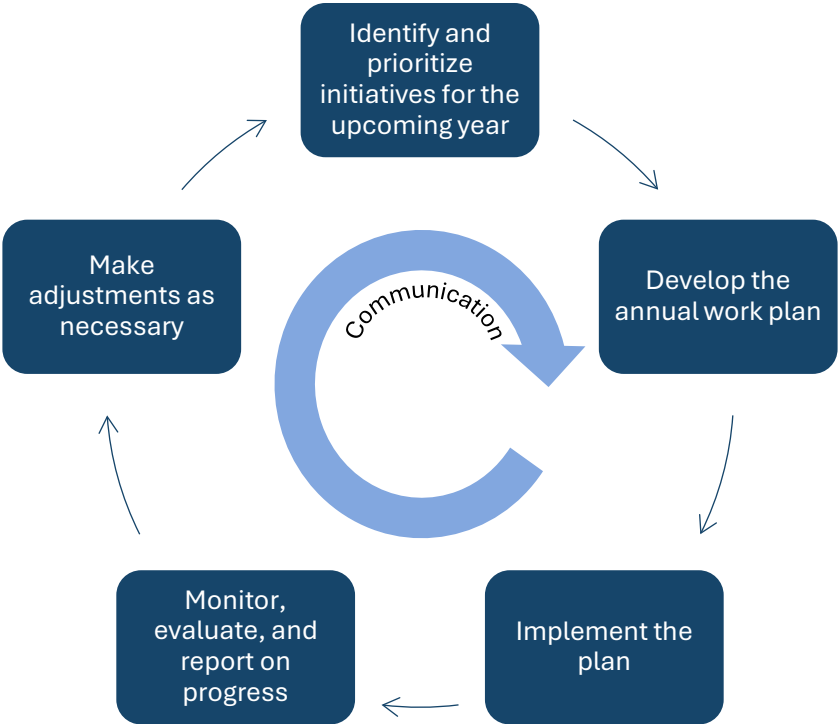 Identify and
prioritize
initiatives for the
upcoming year
Develop the
annual work plan
Implement the
plan
Monitor,
evaluate, and
report on
progress
Make
adjustments as
necessary
Communication